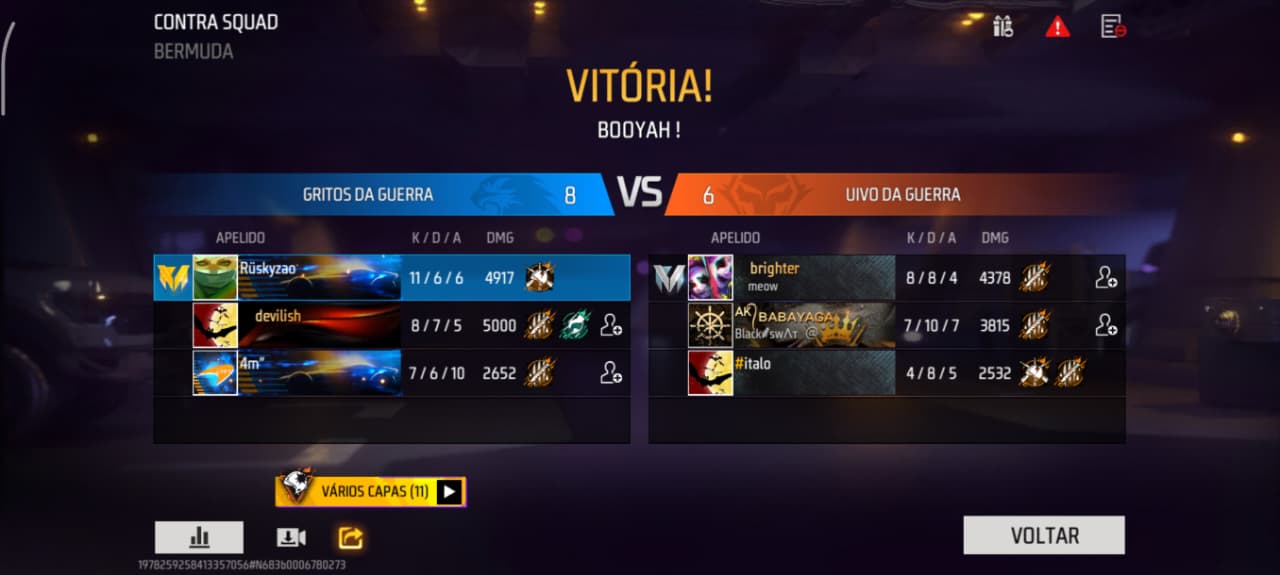 CONTRA SQUAD
BERMUDA
VITÓRIA!
BOOYAH !
GRITOS DA GUERRA 8 VS 6 UIVO DA GUERRA
APELIDO K / D / A DMG APELIDO K / D / A DMG
Rüskyzao 11 / 6 / 6 4917
brighter 8 / 8 / 4 4378
meow
devilish 8 / 7 / 5 5000
AK BABAYAGA 7 / 10 / 7 3815
4m" 7 / 6 / 10 2652
#italo 4 / 8 / 5 2532
VÁRIOS CAPAS (11)
VOLTAR
1978259258413357056#N683b0006780273